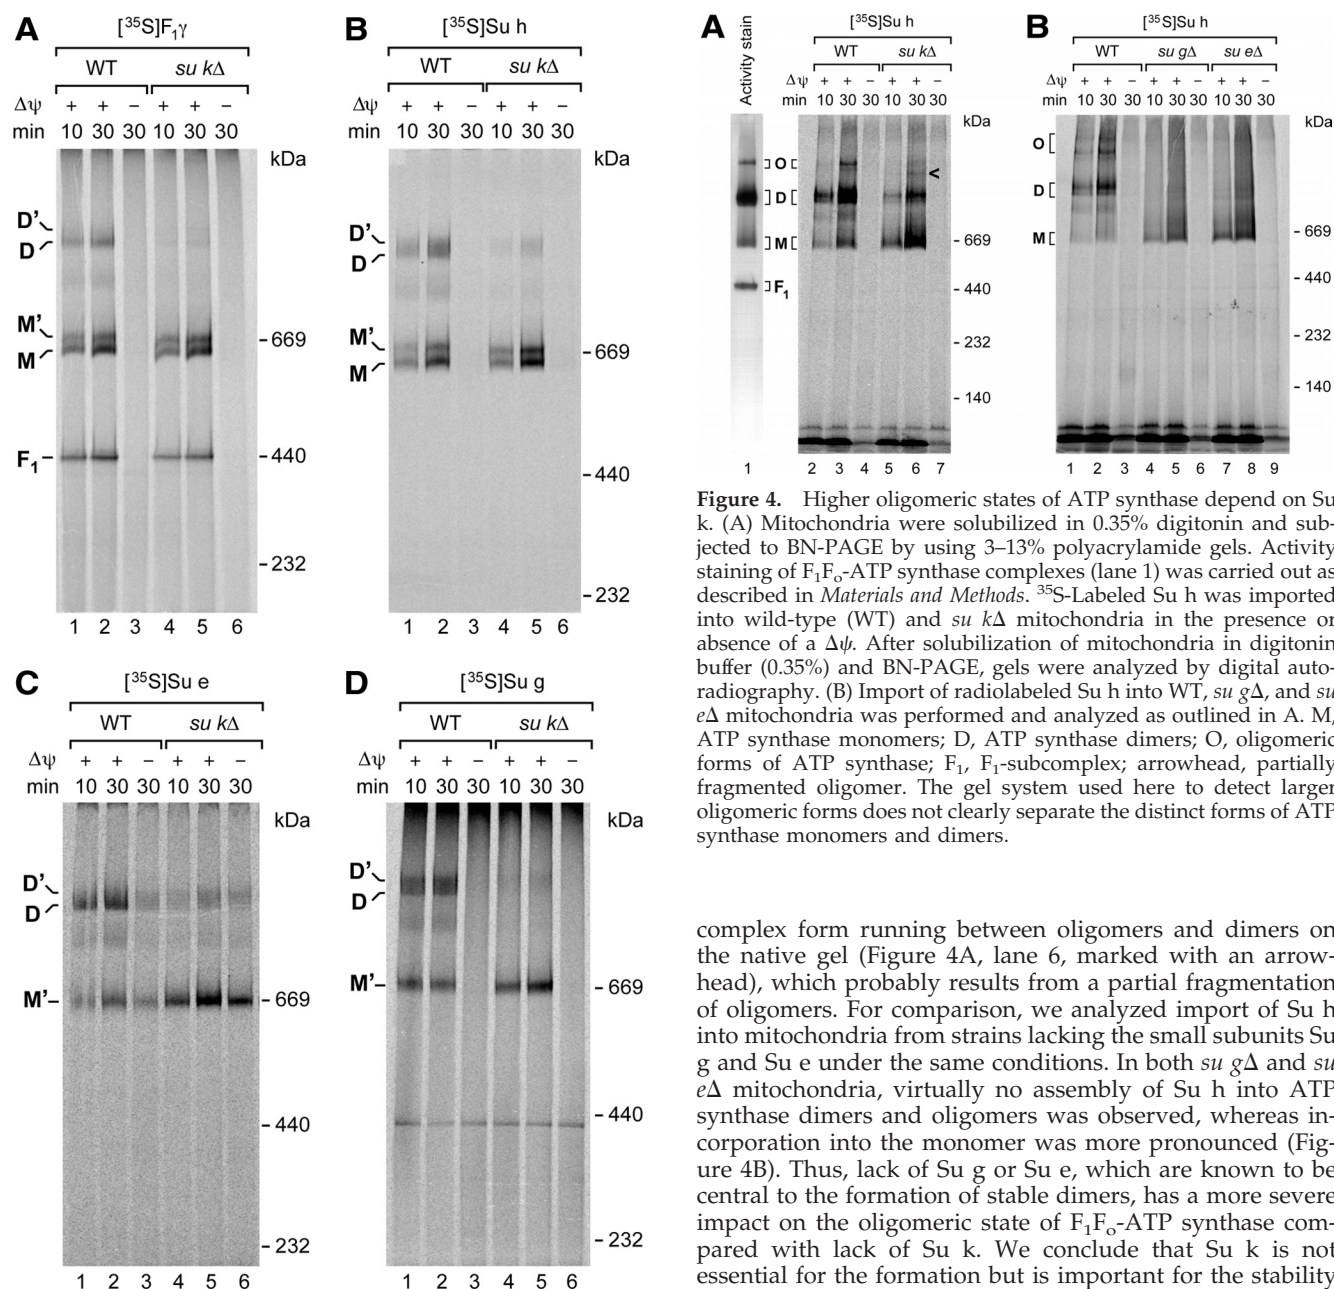 A
[³⁵S]F₁γ
WT su kΔ
Δψ + + − + + −
min 10 30 30 10 30 30
kDa
D'
D
M'
M
F₁
- 669
- 440
- 232
1 2 3 4 5 6
B
[³⁵S]Su h
WT su kΔ
+ + − + + −
10 30 30 10 30 30
kDa
D'
D
M'
M
- 669
- 440
- 232
1 2 3 4 5 6
C
[³⁵S]Su e
WT su kΔ
Δψ + + − + + −
min 10 30 30 10 30 30
kDa
D'
D
M'
- 669
- 440
- 232
1 2 3 4 5 6
D
[³⁵S]Su g
WT su kΔ
+ + − + + −
10 30 30 10 30 30
kDa
D'
D
M'
- 669
- 440
- 232
1 2 3 4 5 6
A
Activity stain
[³⁵S]Su h
WT su kΔ
Δψ + + − + + −
min 10 30 30 10 30 30
kDa
O
<
D
M
F₁
- 669
- 440
- 232
- 140
1 2 3 4 5 6 7
B
[³⁵S]Su h
WT su gΔ su eΔ
Δψ + + − + + − + + −
min 10 30 30 10 30 30 10 30 30
kDa
O
D
M
- 669
- 440
- 232
- 140
1 2 3 4 5 6 7 8 9
Figure 4. Higher oligomeric states of ATP synthase depend on Su
k. (A) Mitochondria were solubilized in 0.35% digitonin and sub-
jected to BN-PAGE by using 3–13% polyacrylamide gels. Activity
staining of F₁Fₒ-ATP synthase complexes (lane 1) was carried out as
described in Materials and Methods. ³⁵S-Labeled Su h was imported
into wild-type (WT) and su kΔ mitochondria in the presence or
absence of a Δψ. After solubilization of mitochondria in digitonin
buffer (0.35%) and BN-PAGE, gels were analyzed by digital auto-
radiography. (B) Import of radiolabeled Su h into WT, su gΔ, and su
eΔ mitochondria was performed and analyzed as outlined in A. M,
ATP synthase monomers; D, ATP synthase dimers; O, oligomeric
forms of ATP synthase; F₁, F₁-subcomplex; arrowhead, partially
fragmented oligomer. The gel system used here to detect larger
oligomeric forms does not clearly separate the distinct forms of ATP
synthase monomers and dimers.
complex form running between oligomers and dimers on
the native gel (Figure 4A, lane 6, marked with an arrow-
head), which probably results from a partial fragmentation
of oligomers. For comparison, we analyzed import of Su h
into mitochondria from strains lacking the small subunits Su
g and Su e under the same conditions. In both su gΔ and su
eΔ mitochondria, virtually no assembly of Su h into ATP
synthase dimers and oligomers was observed, whereas in-
corporation into the monomer was more pronounced (Fig-
ure 4B). Thus, lack of Su g or Su e, which are known to be
central to the formation of stable dimers, has a more severe
impact on the oligomeric state of F₁Fₒ-ATP synthase com-
pared with lack of Su k. We conclude that Su k is not
essential for the formation but is important for the stability